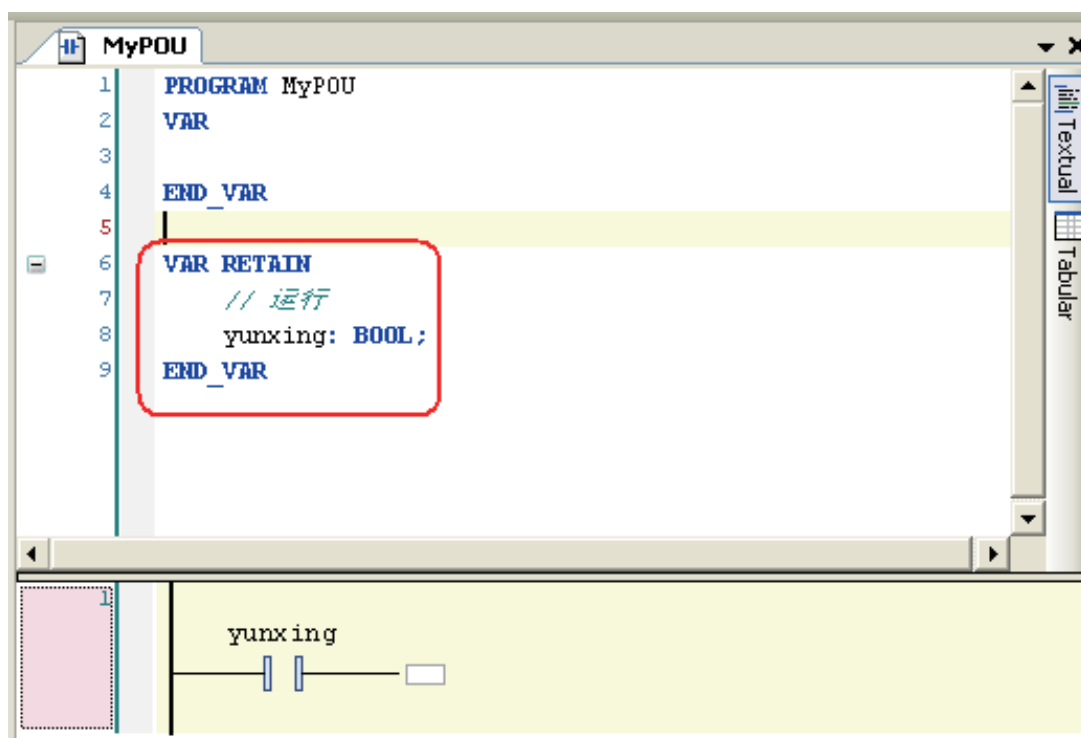 MyPOU
1 PROGRAM MyPOU
2 VAR
3
4 END_VAR
5
6 VAR RETAIN
7 // 运行
8 yunxing: BOOL;
9 END_VAR
Textual
Tabular
1
yunxing